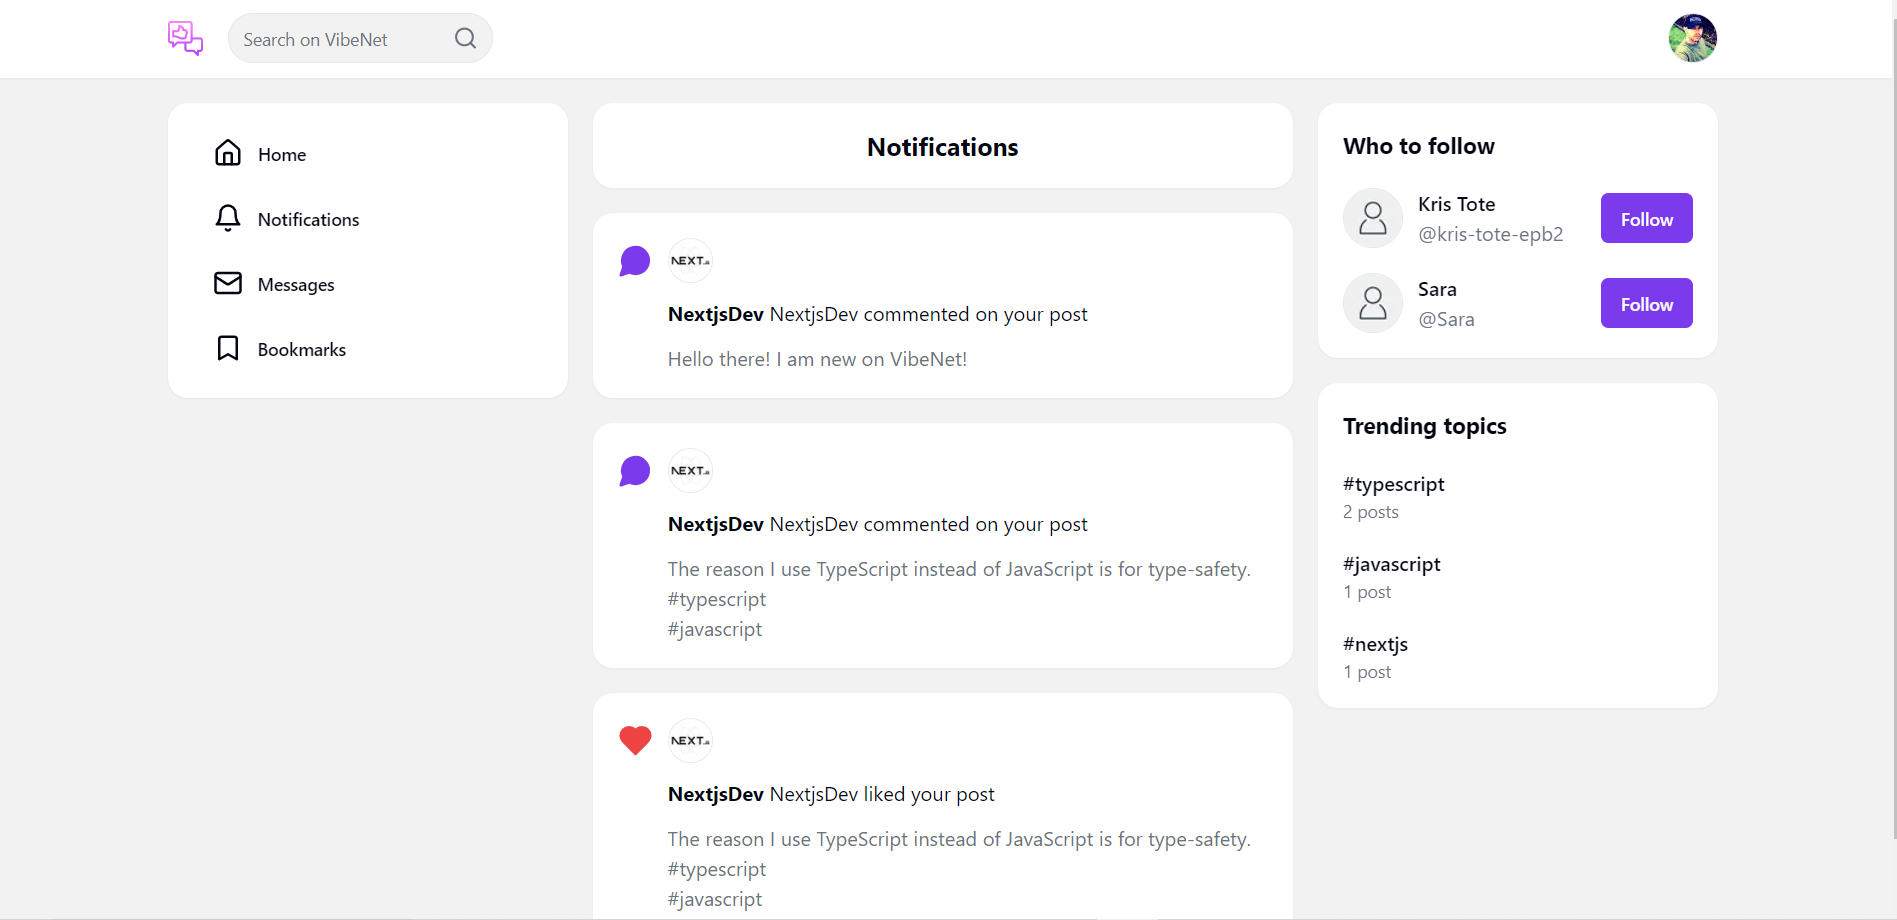 Search on VibeNet
Home
Notifications
Messages
Bookmarks
Notifications
NEXT.JS
NextjsDev NextjsDev commented on your post
Hello there! I am new on VibeNet!
NEXT.JS
NextjsDev NextjsDev commented on your post
The reason I use TypeScript instead of JavaScript is for type-safety.
#typescript
#javascript
NEXT.JS
NextjsDev NextjsDev liked your post
The reason I use TypeScript instead of JavaScript is for type-safety.
#typescript
#javascript
Who to follow
Kris Tote
@kris-tote-epb2
Follow
Sara
@Sara
Follow
Trending topics
#typescript
2 posts
#javascript
1 post
#nextjs
1 post